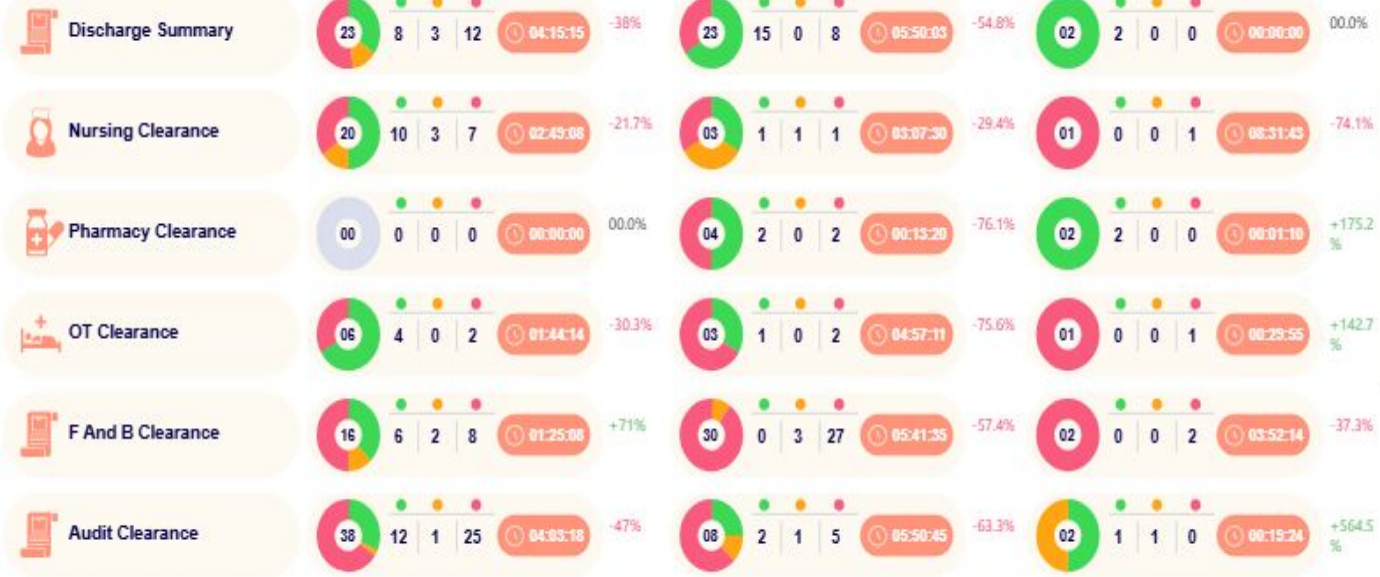 Discharge Summary 23 8 3 12 04:15:15 -38% 23 15 0 8 05:50:03 -54.8% 02 2 0 0 00:00:00 00.0%
Nursing Clearance 20 10 3 7 02:49:08 -21.7% 03 1 1 1 03:07:30 -29.4% 01 0 0 1 08:31:43 -74.1%
Pharmacy Clearance 00 0 0 0 00:00:00 00.0% 04 2 0 2 00:13:20 -76.1% 02 2 0 0 00:01:10 +175.2
%
OT Clearance 06 4 0 2 01:44:14 -30.3% 03 1 0 2 04:57:11 -75.6% 01 0 0 1 00:29:55 +142.7
%
F And B Clearance 16 6 2 8 01:25:08 +71% 30 0 3 27 05:41:35 -57.4% 02 0 0 2 03:52:14 -37.3%
Audit Clearance 38 12 1 25 04:03:18 -47% 08 2 1 5 05:50:45 -63.3% 02 1 1 0 00:19:24 +564.5
%